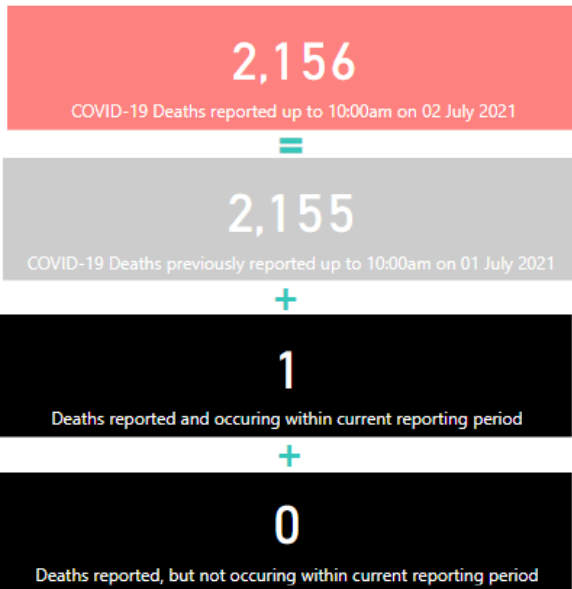 2,156
COVID-19 Deaths reported up to 10:00am on 02 July 2021
=
2,155
COVID-19 Deaths previously reported up to 10:00am on 01 July 2021
+
1
Deaths reported and occuring within current reporting period
+
0
Deaths reported, but not occuring within current reporting period